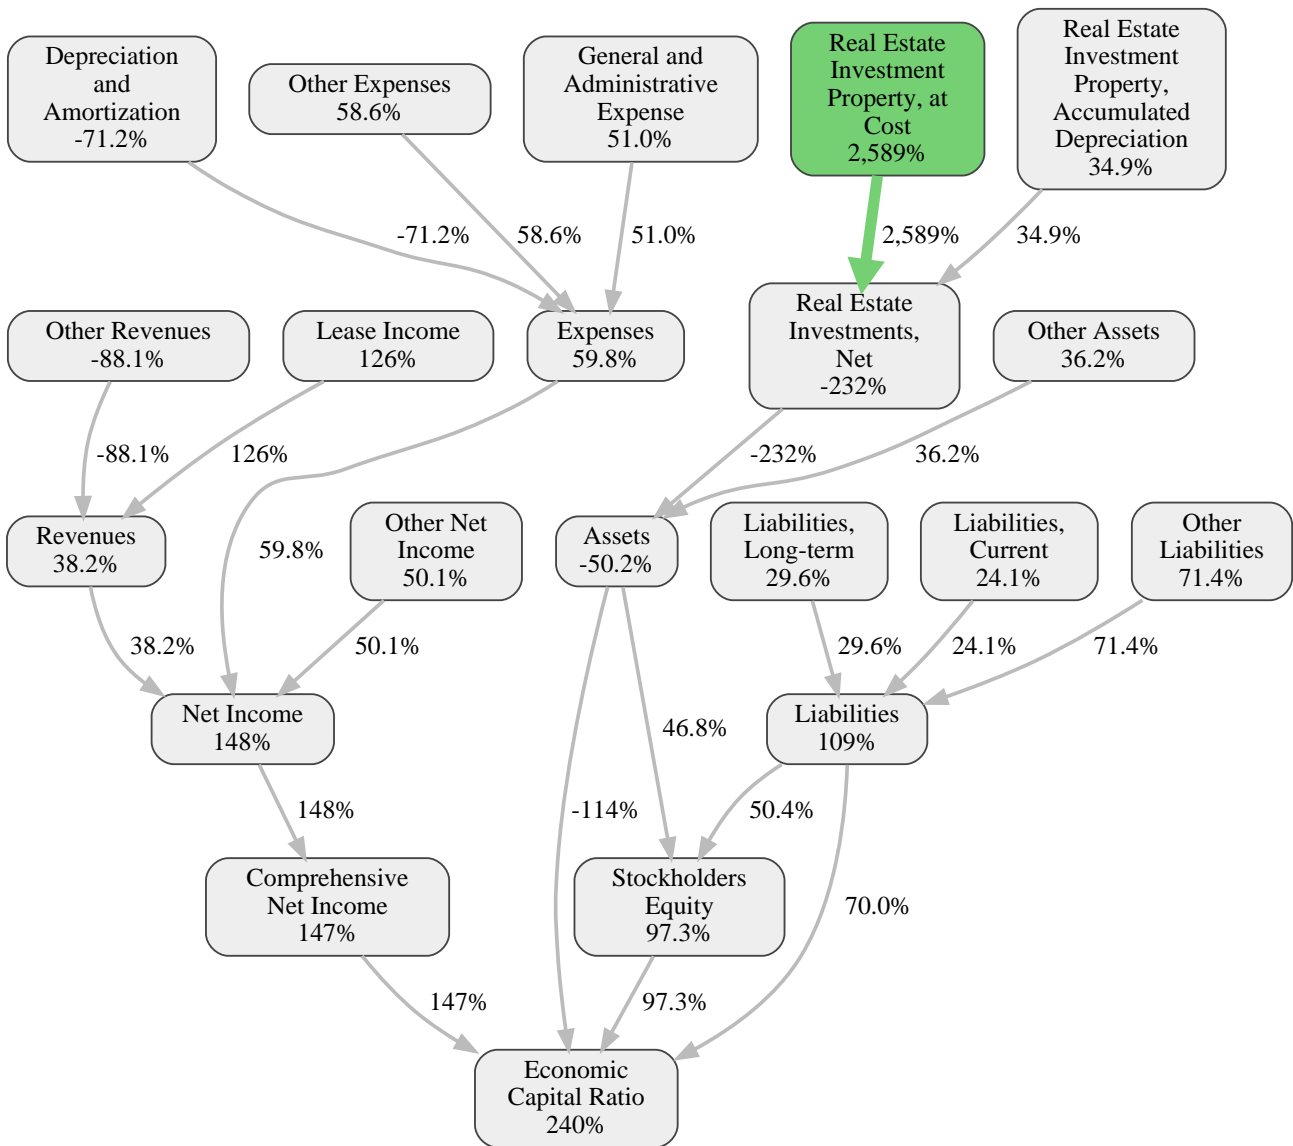 Depreciation
and
Amortization
-71.2%
Other Expenses
58.6%
General and
Administrative
Expense
51.0%
Real Estate
Investment
Property, at
Cost
2,589%
Real Estate
Investment
Property,
Accumulated
Depreciation
34.9%
-71.2%
58.6%
51.0%
2,589%
34.9%
Other Revenues
-88.1%
Lease Income
126%
Expenses
59.8%
Real Estate
Investments,
Net
-232%
Other Assets
36.2%
-88.1%
126%
-232%
36.2%
Revenues
38.2%
59.8%
Other Net
Income
50.1%
Assets
-50.2%
Liabilities,
Long-term
29.6%
Liabilities,
Current
24.1%
Other
Liabilities
71.4%
38.2%
50.1%
29.6%
24.1%
71.4%
Net Income
148%
46.8%
Liabilities
109%
148%
-114%
50.4%
Comprehensive
Net Income
147%
Stockholders
Equity
97.3%
70.0%
147%
97.3%
Economic
Capital Ratio
240%